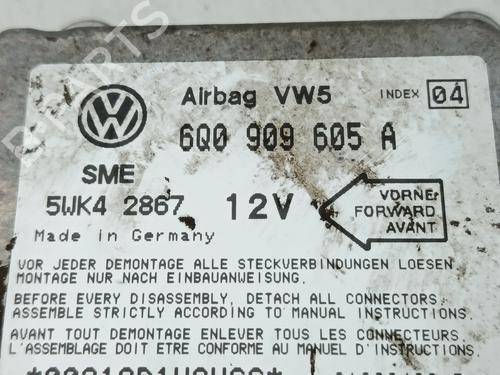 Airbag VW5 INDEX 04
6Q0 909 605 A
SME
5WK4 2867 12V
VORNE
FORWARD
AVANT
Made in Germany
VOR JEDER DEMONTAGE ALLE STECKVERBINDUNGEN LOESEN
MONTAGE NUR NACH EINBAUANWEISUNG.
BEFORE EVERY DISASSEMBLY, DETACH ALL CONNECTORS.
ASSEMBLE STRICTLY ACCORDING TO MANUAL INSTRUCTIONS.
AVANT TOUT DEMONTAGE ENLEVER TOUS LES CONNECTEURS.
L'ASSEMBLAGE DOIT ETRE CONFORME AU MANUEL D'INSTRUCTIONS.
B-PARTS